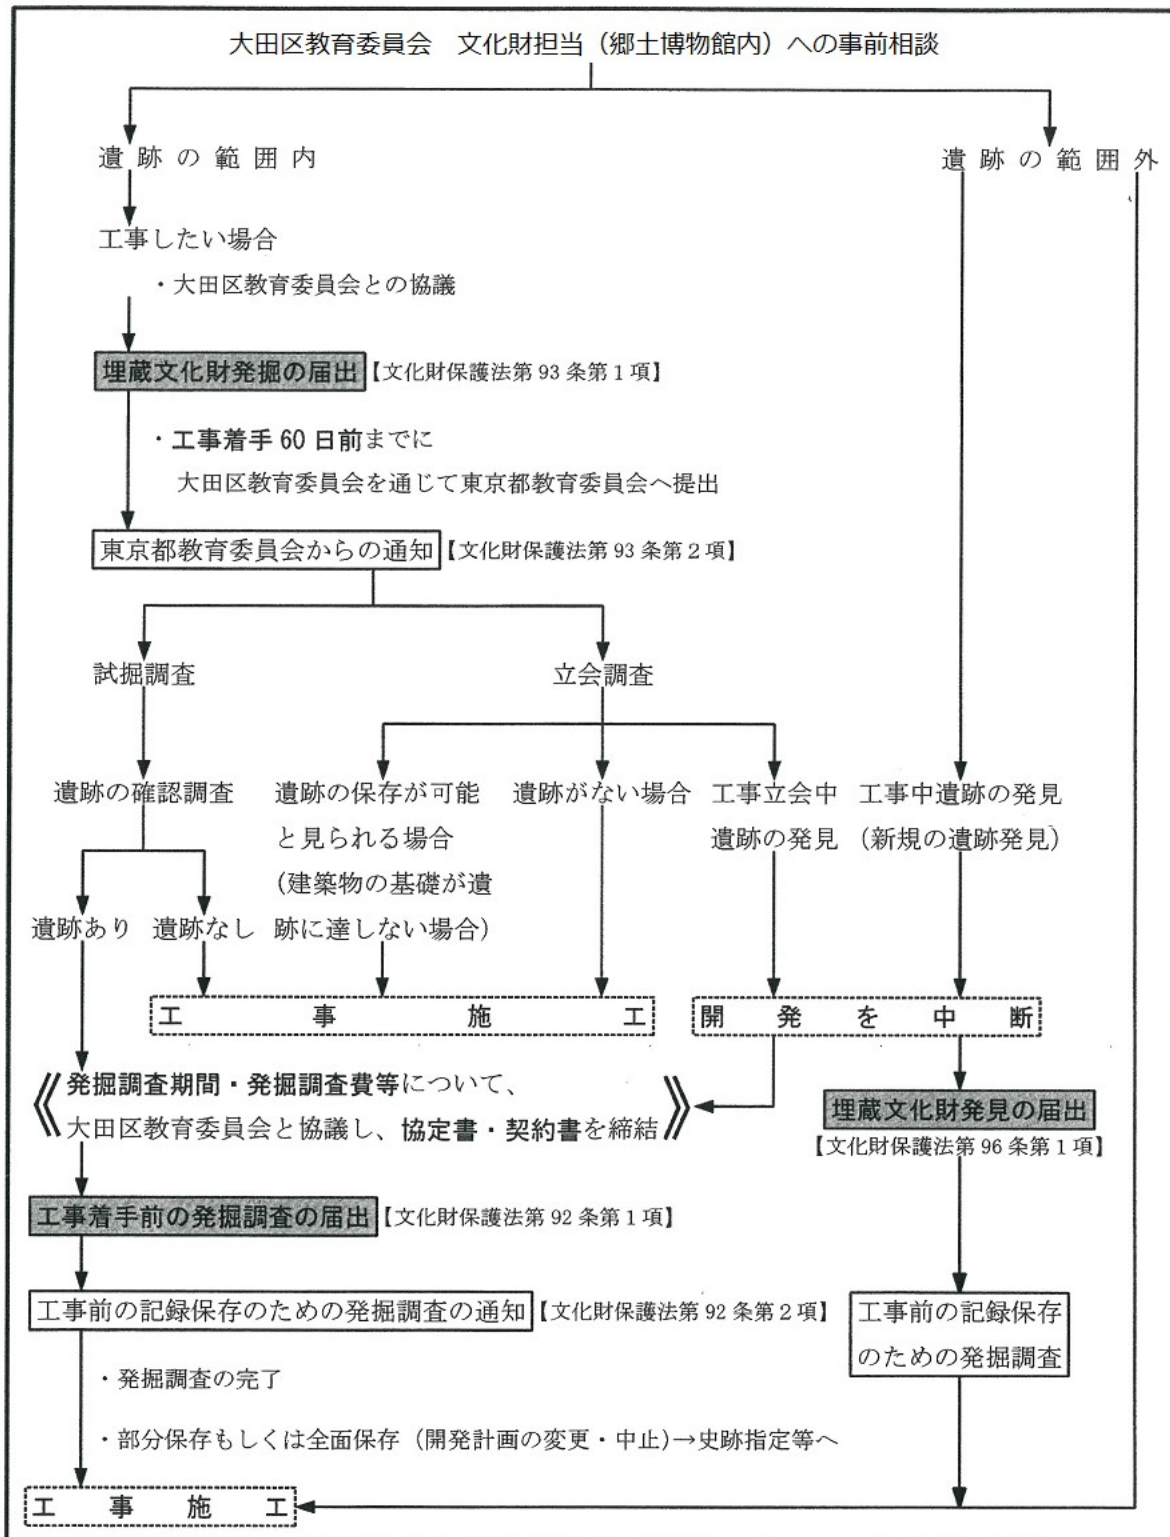 大田区教育委員会　文化財担当（郷土博物館内）への事前相談
遺跡の範囲内
遺跡の範囲外
工事したい場合
・大田区教育委員会との協議
埋蔵文化財発掘の届出【文化財保護法第93条第1項】
・工事着手60日前までに
大田区教育委員会を通じて東京都教育委員会へ提出
東京都教育委員会からの通知【文化財保護法第93条第2項】
試掘調査
立会調査
遺跡の確認調査
遺跡あり
遺跡なし
遺跡の保存が可能
と見られる場合
(建築物の基礎が遺
跡に達しない場合)
遺跡がない場合
工事立会中
遺跡の発見
工事中遺跡の発見
(新規の遺跡発見)
工事施工
開発を中断
《発掘調査期間・発掘調査費等について、
大田区教育委員会と協議し、協定書・契約書を締結》
埋蔵文化財発見の届出
【文化財保護法第96条第1項】
工事着手前の発掘調査の届出【文化財保護法第92条第1項】
工事前の記録保存のための発掘調査の通知【文化財保護法第92条第2項】
工事前の記録保存
のための発掘調査
・発掘調査の完了
・部分保存もしくは全面保存（開発計画の変更・中止）→史跡指定等へ
工事施工